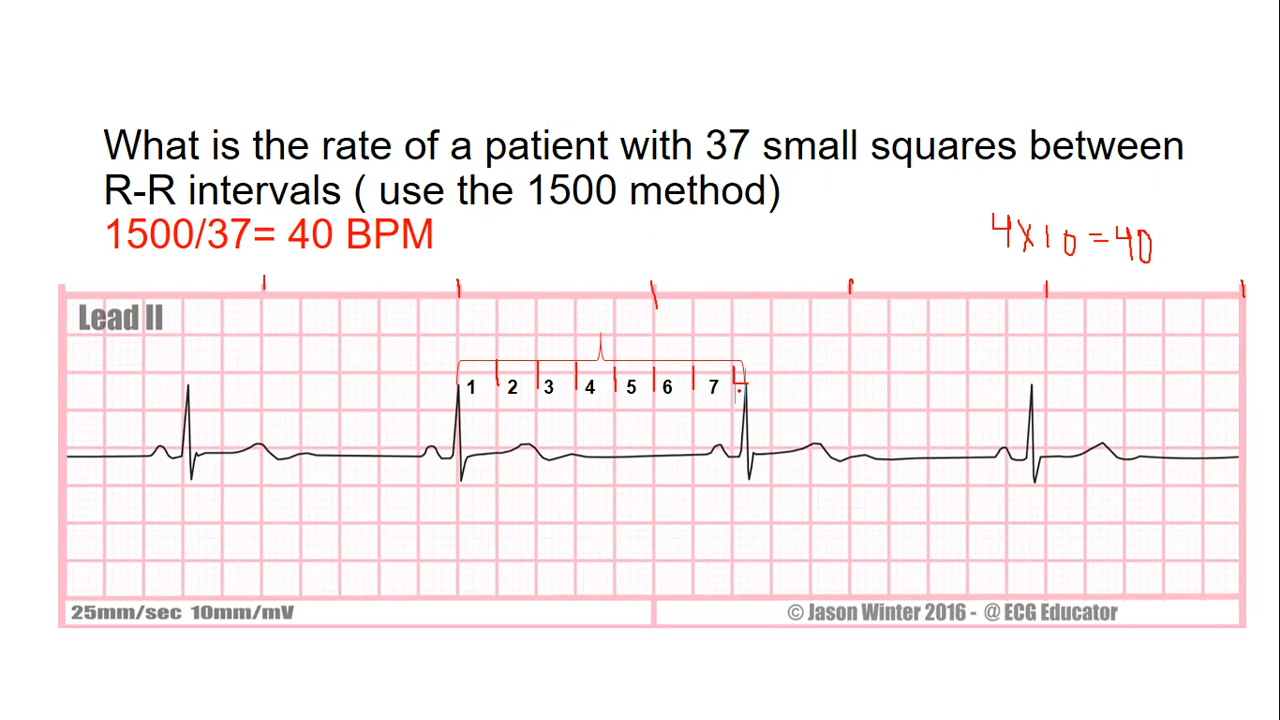 What is the rate of a patient with 37 small squares between
R-R intervals ( use the 1500 method)
1500/37= 40 BPM
4x10=40
Lead II
1 2 3 4 5 6 7
25mm/sec 10mm/mV
© Jason Winter 2016 - @ ECG Educator